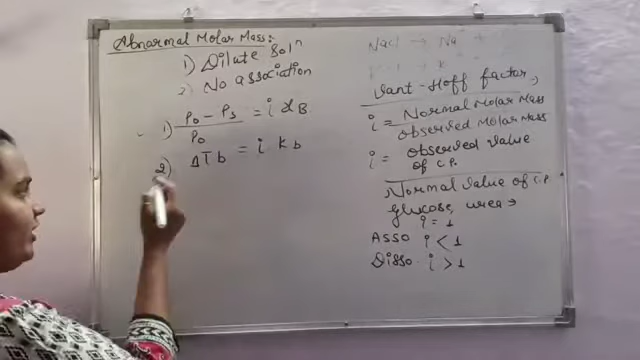 Abnormal Molar Mass:-
1) Dilute Solⁿ
2) No association
1) P₀ - Pₛ / P₀ = i xB
2) ΔTb = i Kb
NaCl → Na⁺ +
Vant-Hoff factor,
i = Normal Molar Mass
observed Molar Mass
i = observed value
of C.P.
Normal value of C.P.
glucose, urea →
i = 1
Asso i < 1
Disso. i > 1